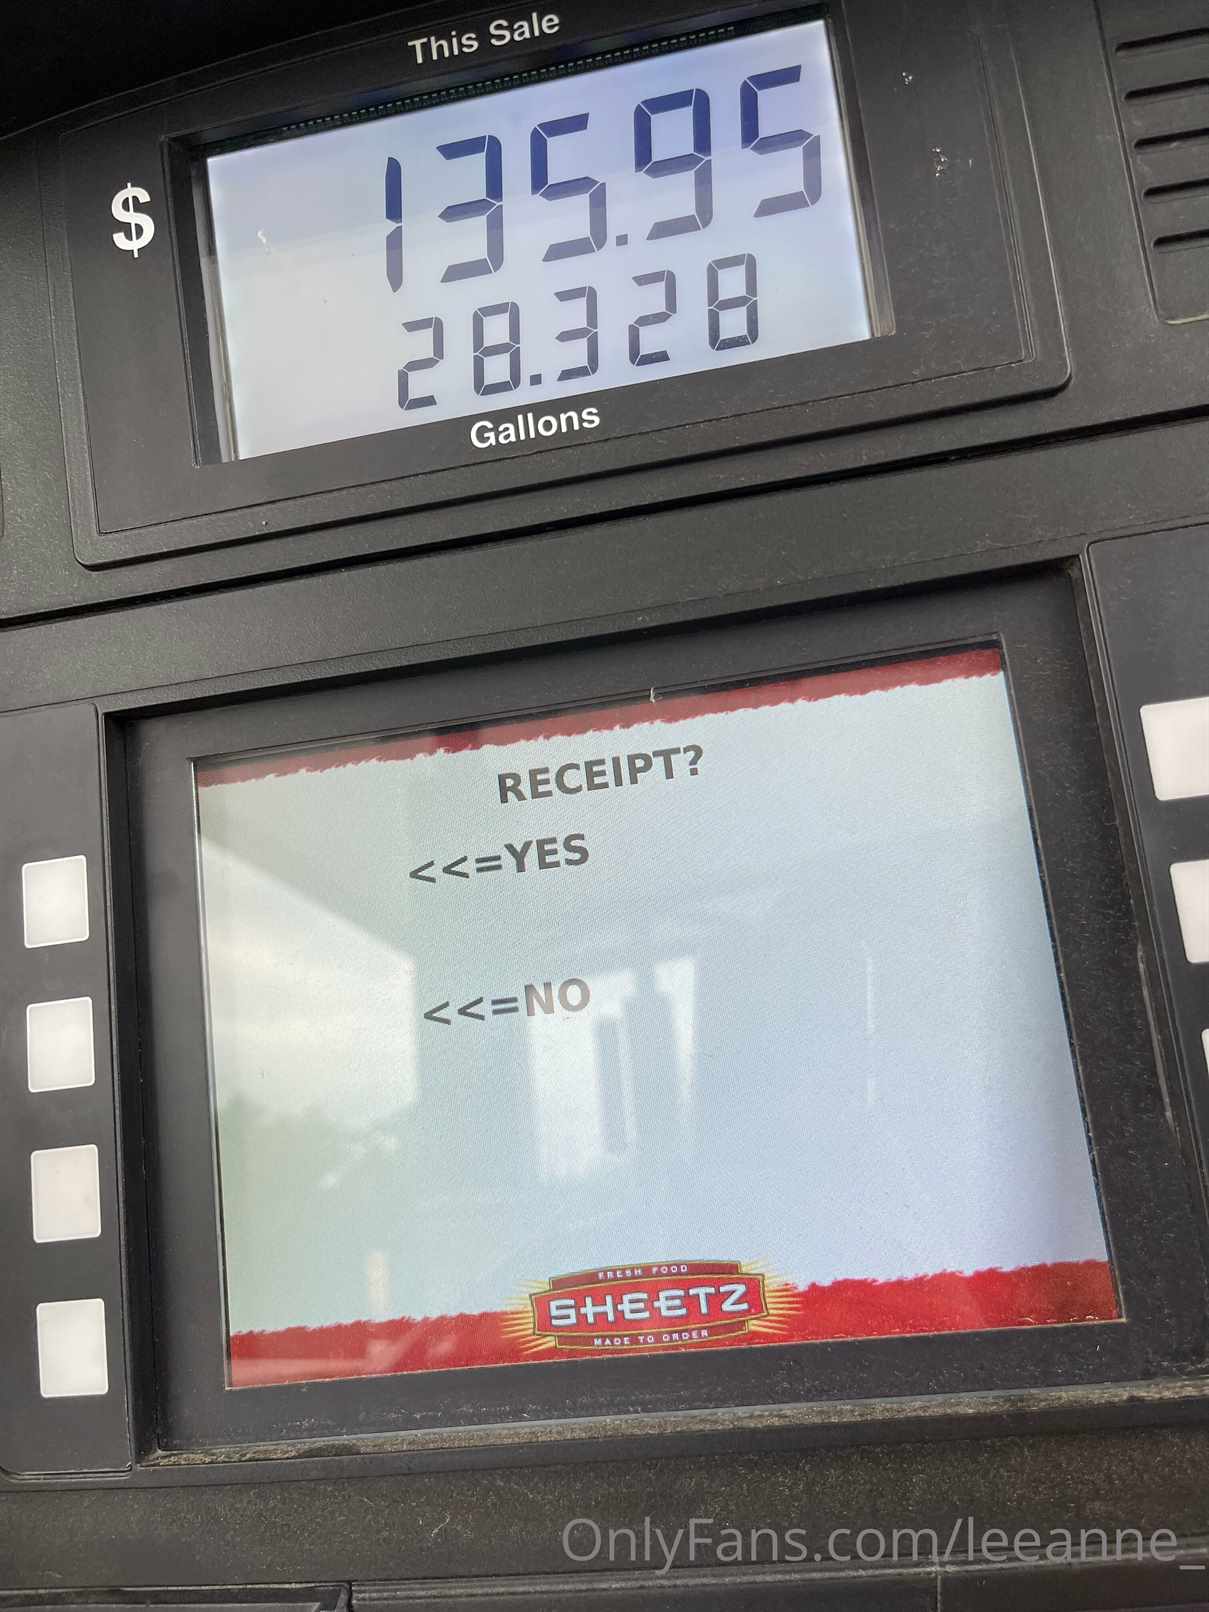 This Sale
$ 135.95
28.328
Gallons
RECEIPT?
<<=YES
<<=NO
FRESH FOOD
SHEETZ
MADE TO ORDER
OnlyFans.com/leeanne_